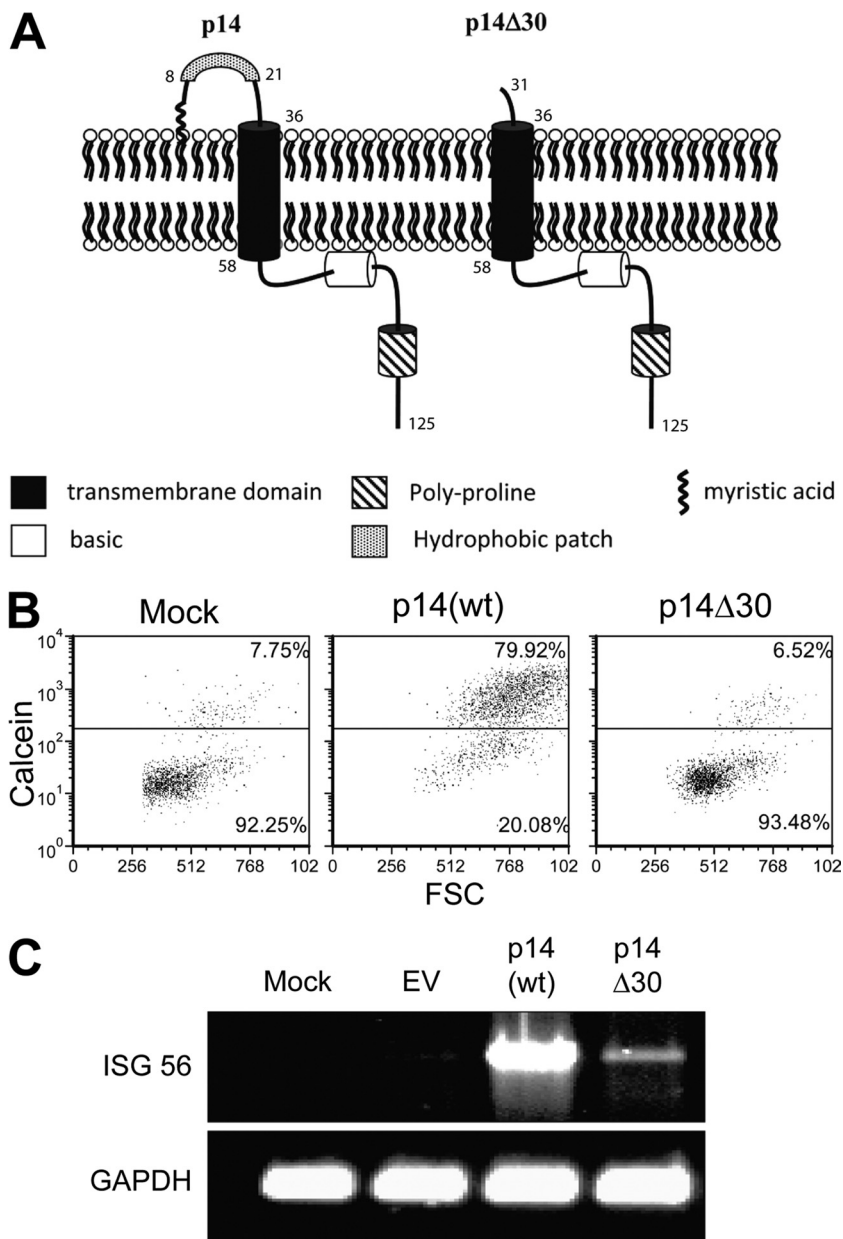 A
p14 p14Δ30
8 21 31
36 36
58 58
125 125
transmembrane domain Poly-proline myristic acid
basic Hydrophobic patch
B
Mock p14(wt) p14Δ30
10⁴ 7.75% 79.92% 6.52%
10³
10²
10¹
92.25% 20.08% 93.48%
10⁰
Calcein
0 256 512 768 102 0 256 512 768 102 0 256 512 768 102
FSC
C
Mock EV p14 (wt) p14 Δ30
ISG 56
GAPDH